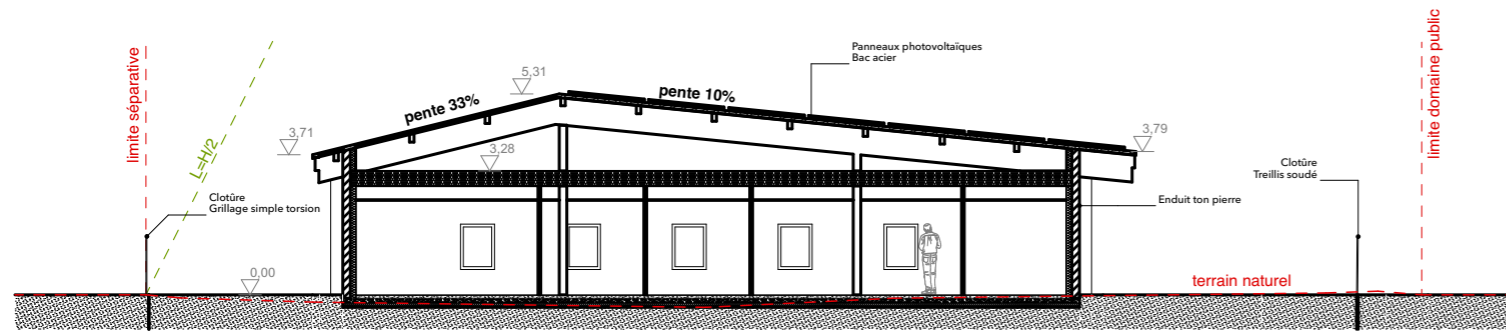 limite séparative
L=H/2
Clotûre
Grillage simple torsion
0,00
3,71
pente 33%
5,31
3,28
pente 10%
Panneaux photovoltaïques
Bac acier
3,79
Enduit ton pierre
Clotûre
Treillis soudé
terrain naturel
limite domaine public